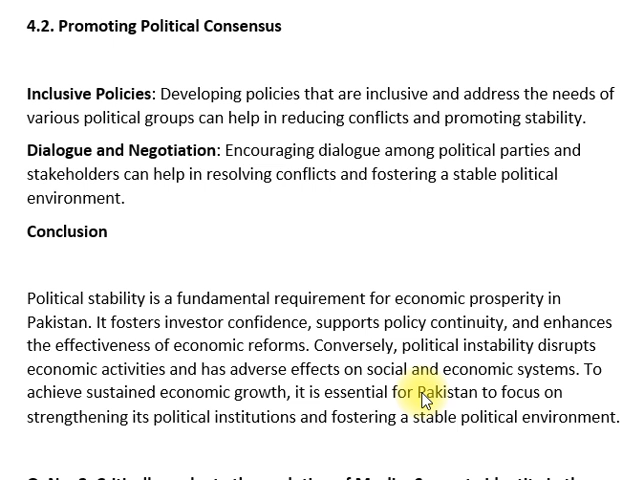 4.2. Promoting Political Consensus
Inclusive Policies: Developing policies that are inclusive and address the needs of
various political groups can help in reducing conflicts and promoting stability.
Dialogue and Negotiation: Encouraging dialogue among political parties and
stakeholders can help in resolving conflicts and fostering a stable political
environment.
Conclusion
Political stability is a fundamental requirement for economic prosperity in
Pakistan. It fosters investor confidence, supports policy continuity, and enhances
the effectiveness of economic reforms. Conversely, political instability disrupts
economic activities and has adverse effects on social and economic systems. To
achieve sustained economic growth, it is essential for Pakistan to focus on
strengthening its political institutions and fostering a stable political environment.